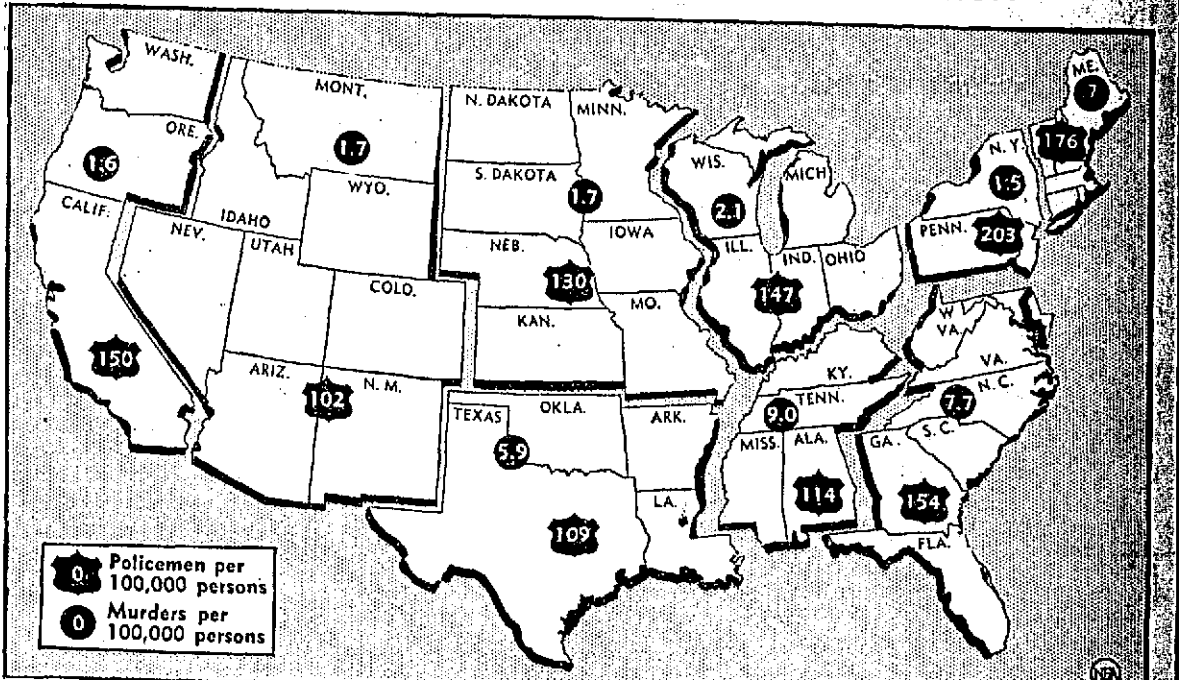 WASH.
MONT.
N. DAKOTA
MINN.
ME.
.7
ORE.
1.6
1.7
WIS.
MICH
N. Y.
176
1.5
S. DAKOTA
WYO.
1.7
2.1
CALIF.
IDAHO
NEV.
UTAH
NEB.
IOWA
ILL.
IND.
OHIO
PENN.
203
130
147
COLO.
KAN.
MO.
W
VA.
VA.
150
ARIZ.
N. M.
102
KY.
N. C.
TEXAS
OKLA.
ARK.
9.0
TENN.
7.7
5.9
MISS.
ALA.
GA.
S. C.
LA.
114
154
109
FLA.
0 Policemen per
100,000 persons
0 Murders per
100,000 persons
NEA